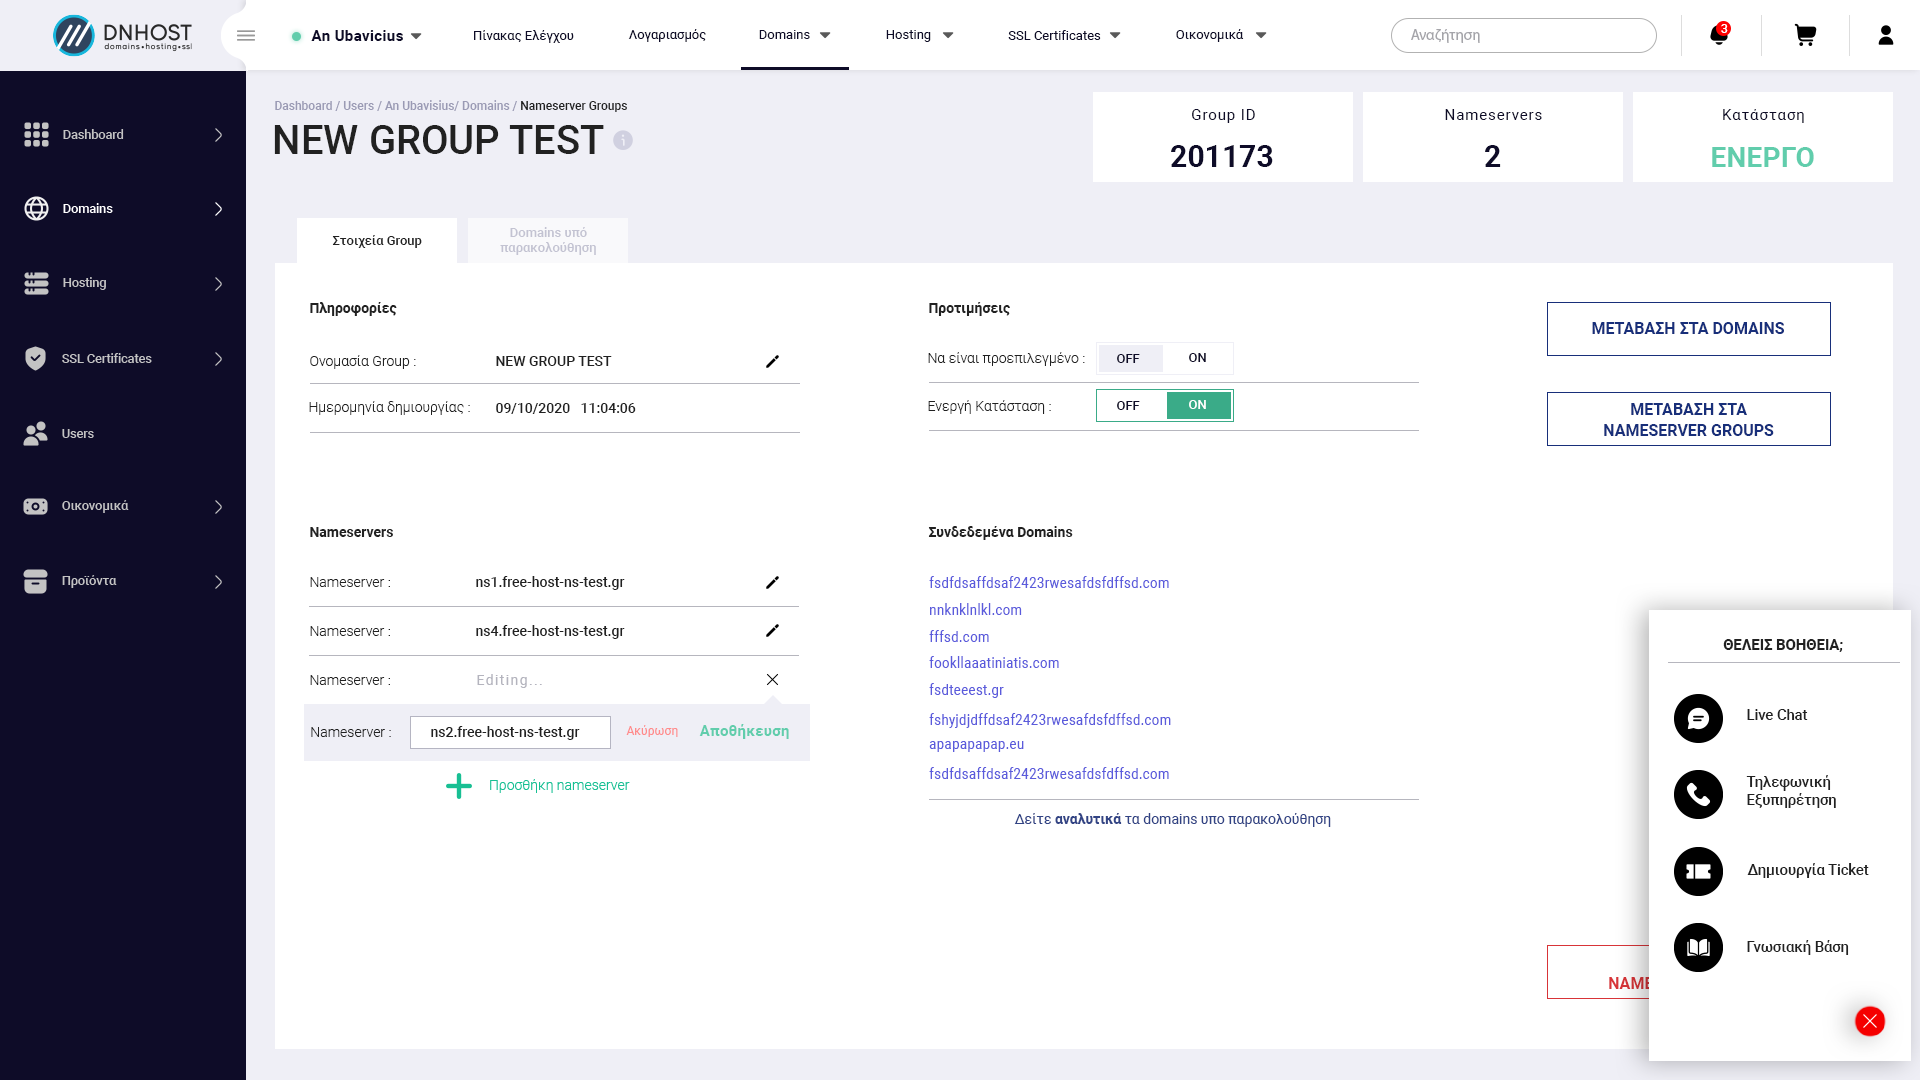 DNHOST
domains•hosting•ssl
An Ubavicius
Πίνακας Ελέγχου
Λογαριασμός
Domains
Hosting
SSL Certificates
Οικονομικά
Αναζήτηση
3
Dashboard
Domains
Hosting
SSL Certificates
Users
Οικονομικά
Προϊόντα
Dashboard / Users / An Ubavisius/ Domains / Nameserver Groups
NEW GROUP TEST
Group ID
201173
Nameservers
2
Κατάσταση
ΕΝΕΡΓΟ
Στοιχεία Group
Domains υπό
παρακολούθηση
Πληροφορίες
Ονομασία Group :
NEW GROUP TEST
Ημερομηνία δημιουργίας :
09/10/2020 11:04:06
Προτιμήσεις
Να είναι προεπιλεγμένο :
OFF
ON
Ενεργή Κατάσταση :
OFF
ON
ΜΕΤΑΒΑΣΗ ΣΤΑ DOMAINS
ΜΕΤΑΒΑΣΗ ΣΤΑ
NAMESERVER GROUPS
Nameservers
Nameserver :
ns1.free-host-ns-test.gr
Nameserver :
ns4.free-host-ns-test.gr
Nameserver :
Editing...
Nameserver :
ns2.free-host-ns-test.gr
Ακύρωση
Αποθήκευση
Προσθήκη nameserver
Συνδεδεμένα Domains
fsdfdsaffdsaf2423rwesafdsfdffsd.com
nnknklnlkl.com
fffsd.com
fookllaaatiniatis.com
fsdteeest.gr
fshyjdjdffdsaf2423rwesafdsfdffsd.com
apapapapap.eu
fsdfdsaffdsaf2423rwesafdsfdffsd.com
Δείτε αναλυτικά τα domains υπο παρακολούθηση
NAME
ΘΕΛΕΙΣ ΒΟΗΘΕΙΑ;
Live Chat
Τηλεφωνική
Εξυπηρέτηση
Δημιουργία Ticket
Γνωσιακή Βάση